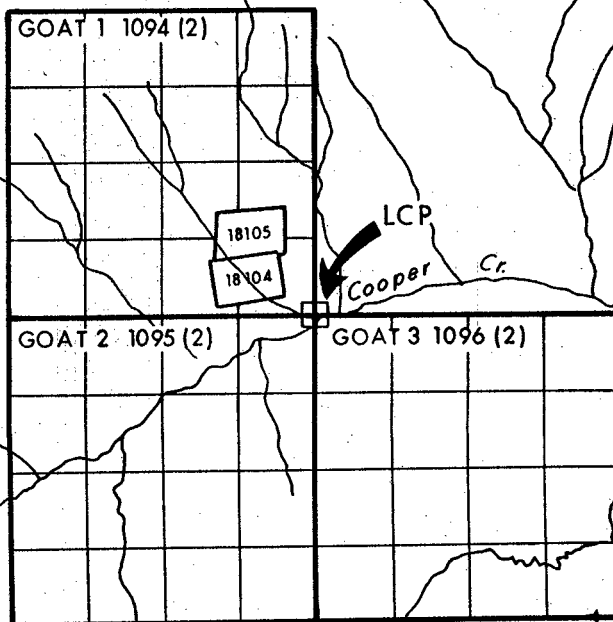 GOAT 1 1094 (2)
18105
LCP
18104
Cooper Cr.
GOAT 2 1095 (2)
GOAT 3 1096 (2)